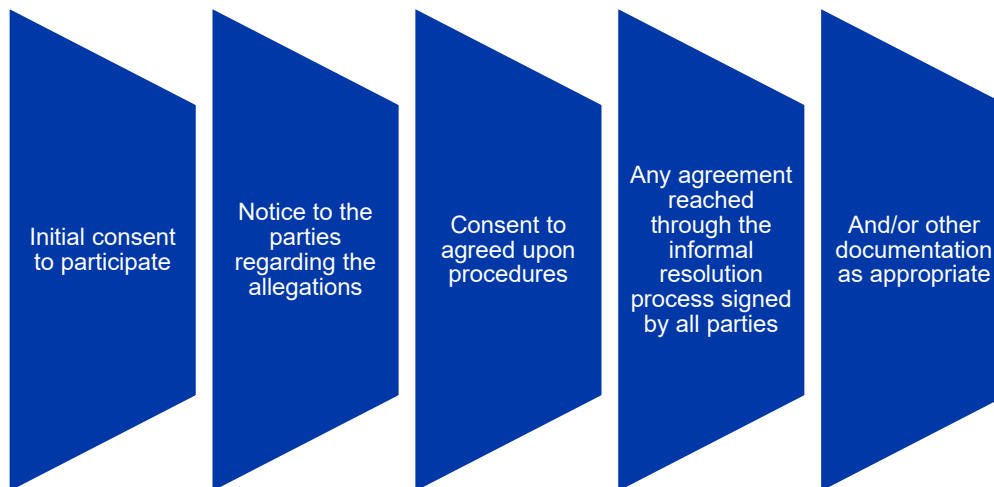 Initial consent
to participate
Notice to the
parties
regarding the
allegations
Consent to
agreed upon
procedures
Any agreement
reached
through the
informal
resolution
process signed
by all parties
And/or other
documentation
as appropriate